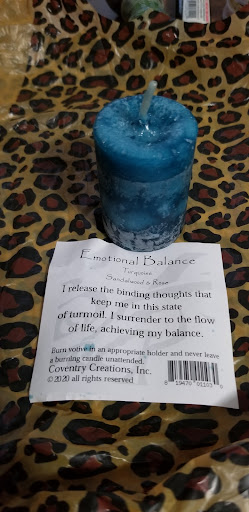 Emotional Balance
Turquoise
Sandalwood & Rose
I release the binding thoughts that
keep me in this state
of turmoil. I surrender to the flow
of life, achieving my balance.
Burn votive in an appropriate holder and never leave
a burning candle unattended.
Coventry Creations, Inc.
© 2020 all rights reserved